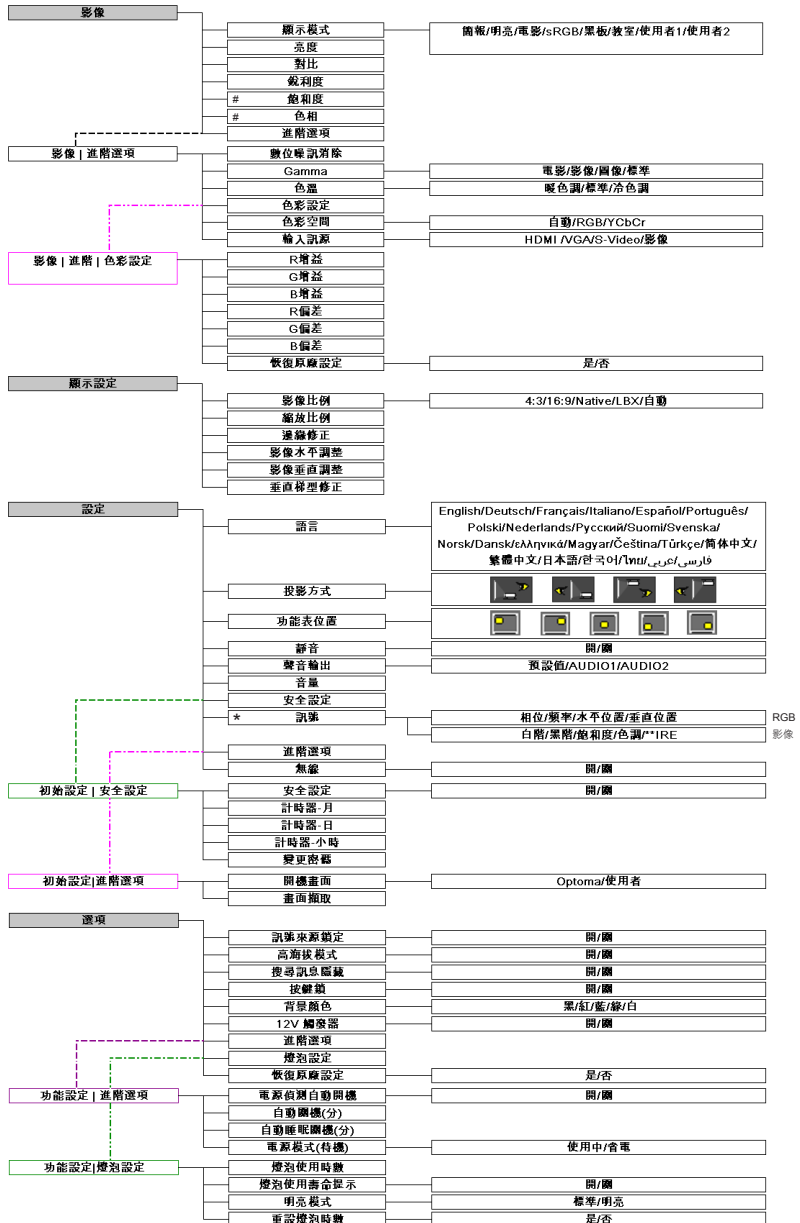 影像
顯示模式
簡報/明亮/電影/sRGB/黑板/教室/使用者1/使用者2
亮度
對比
銳利度
# 飽和度
# 色相
進階選項
影像 | 進階選項
數位噪訊消除
Gamma
電影/影像/圖像/標準
色溫
暖色調/標準/冷色調
色彩設定
色彩空間
自動/RGB/YCbCr
輸入訊源
HDMI /VGA/S-Video/影像
影像 | 進階 | 色彩設定
R增益
G增益
B增益
R偏差
G偏差
B偏差
恢復原廠設定
是/否
顯示設定
影像比例
4:3/16:9/Native/LBX/自動
縮放比例
邊緣修正
影像水平調整
影像垂直調整
垂直梯型修正
設定
語言
English/Deutsch/Français/Italiano/Español/Português/
Polski/Nederlands/Русский/Suomi/Svenska/
Norsk/Dansk/ελληνικά/Magyar/Čeština/Türkçe/简体中文/
繁體中文/日本語/한국어/ไทย/فارسی/عربي
投影方式
功能表位置
靜音
開/關
聲音輸出
預設值/AUDIO1/AUDIO2
音量
安全設定
* 訊號
相位/頻率/水平位置/垂直位置
RGB
白階/黑階/飽和度/色調/**IRE
影像
進階選項
無線
開/關
初始設定 | 安全設定
安全設定
開/關
計時器-月
計時器-日
計時器-小時
變更密碼
初始設定|進階選項
開機畫面
Optoma/使用者
畫面擷取
選項
訊號來源鎖定
開/關
高海拔模式
開/關
搜尋訊息隱藏
開/關
按鍵鎖
開/關
背景顏色
黑/紅/藍/綠/白
12V 觸發器
開/關
進階選項
燈泡設定
恢復原廠設定
是/否
功能設定 | 進階選項
電源偵測自動開機
開/關
自動關機(分)
自動睡眠關機(分)
電源模式(待機)
使用中/省電
功能設定|燈泡設定
燈泡使用時數
燈泡使用壽命提示
開/關
明亮模式
標準/明亮
重設燈泡時數
是/否